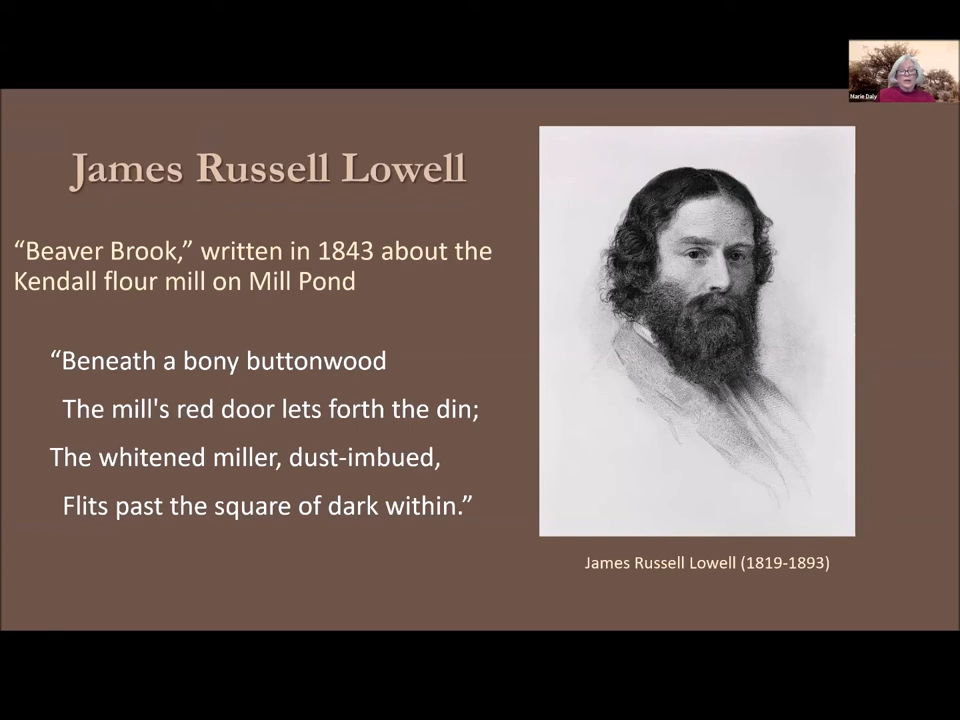 Marie Daly
James Russell Lowell
“Beaver Brook,” written in 1843 about the
Kendall flour mill on Mill Pond
“Beneath a bony buttonwood
The mill's red door lets forth the din;
The whitened miller, dust-imbued,
Flits past the square of dark within.”
James Russell Lowell (1819-1893)